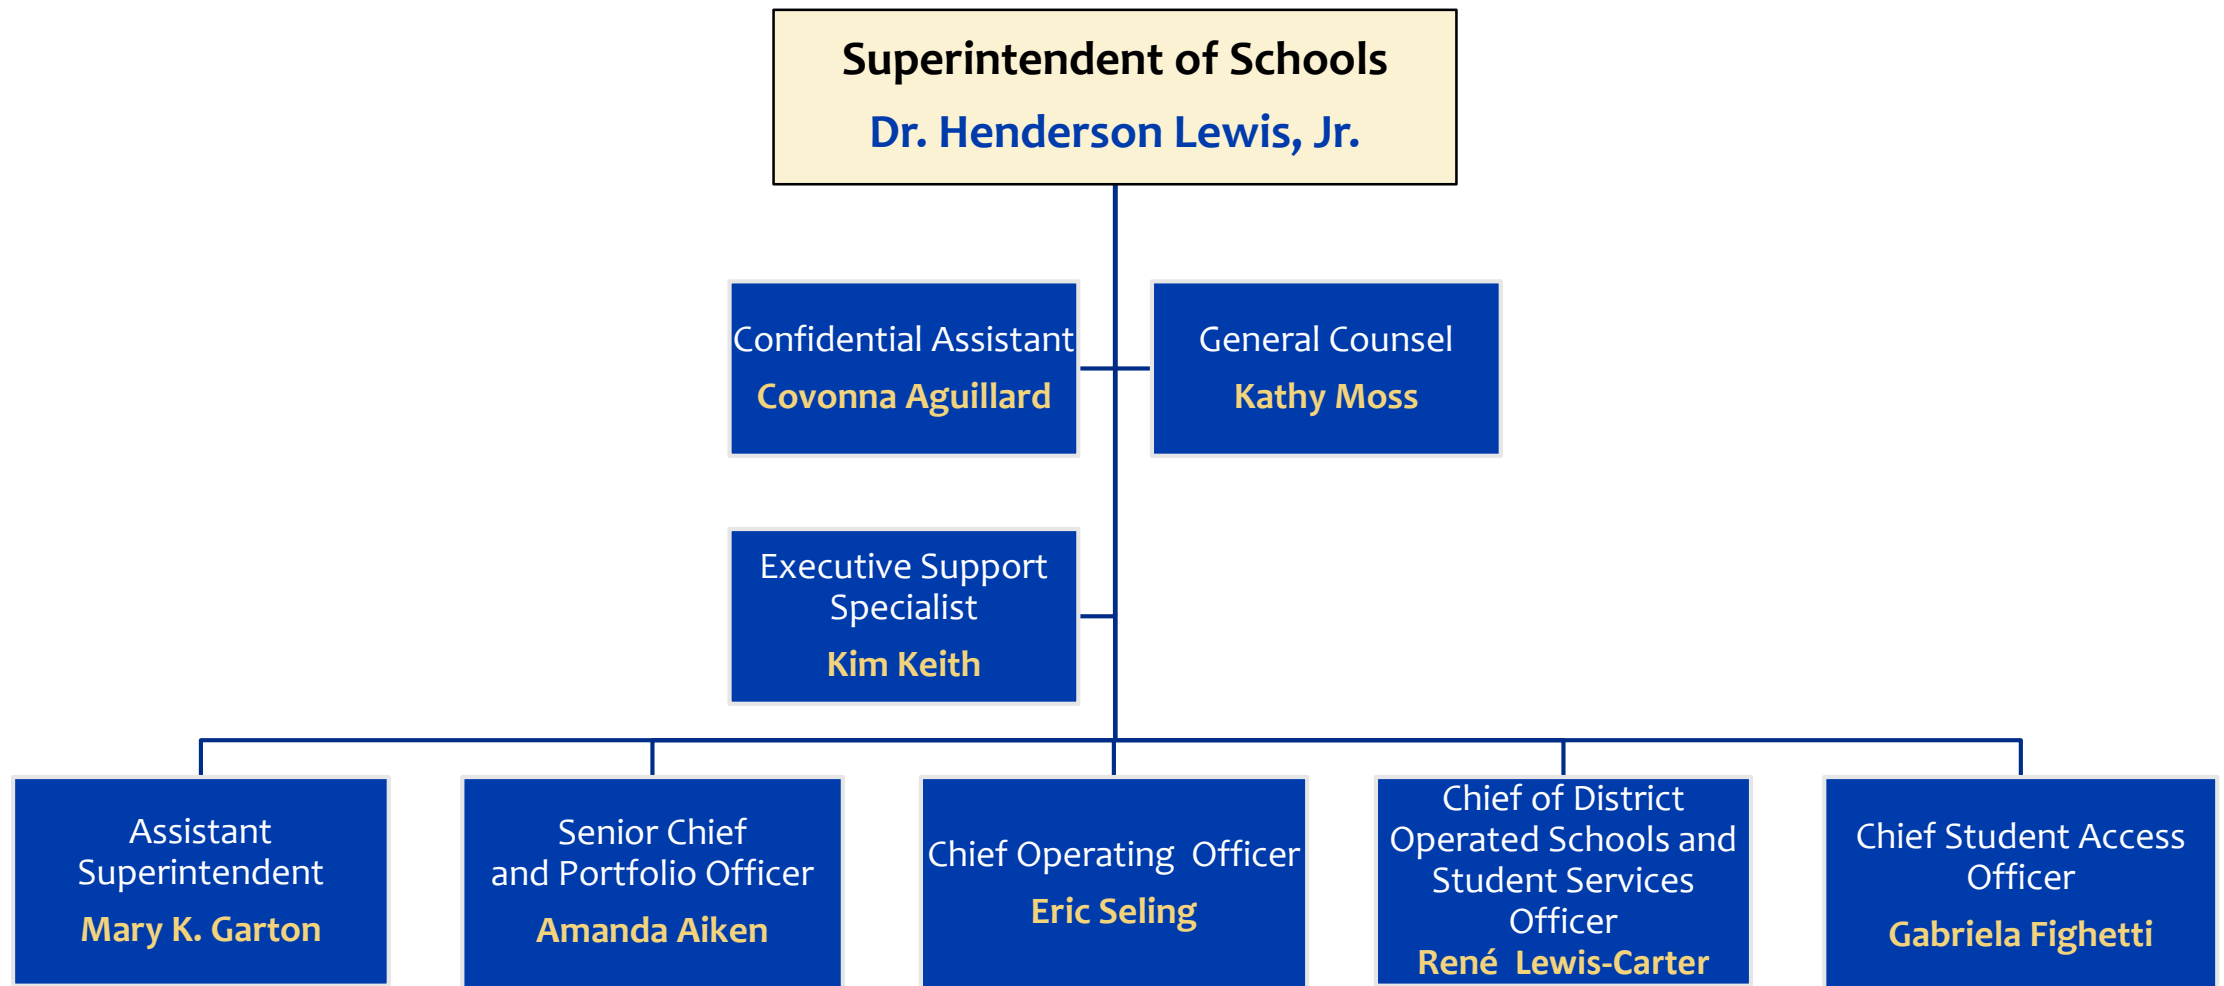 Superintendent of Schools
Dr. Henderson Lewis, Jr.
Confidential Assistant
Covonna Aguillard
General Counsel
Kathy Moss
Executive Support
Specialist
Kim Keith
Assistant
Superintendent
Mary K. Garton
Senior Chief
and Portfolio Officer
Amanda Aiken
Chief Operating  Officer
Eric Seling
Chief of District
Operated Schools and
Student Services
Officer
René  Lewis-Carter
Chief Student Access
Officer
Gabriela Fighetti